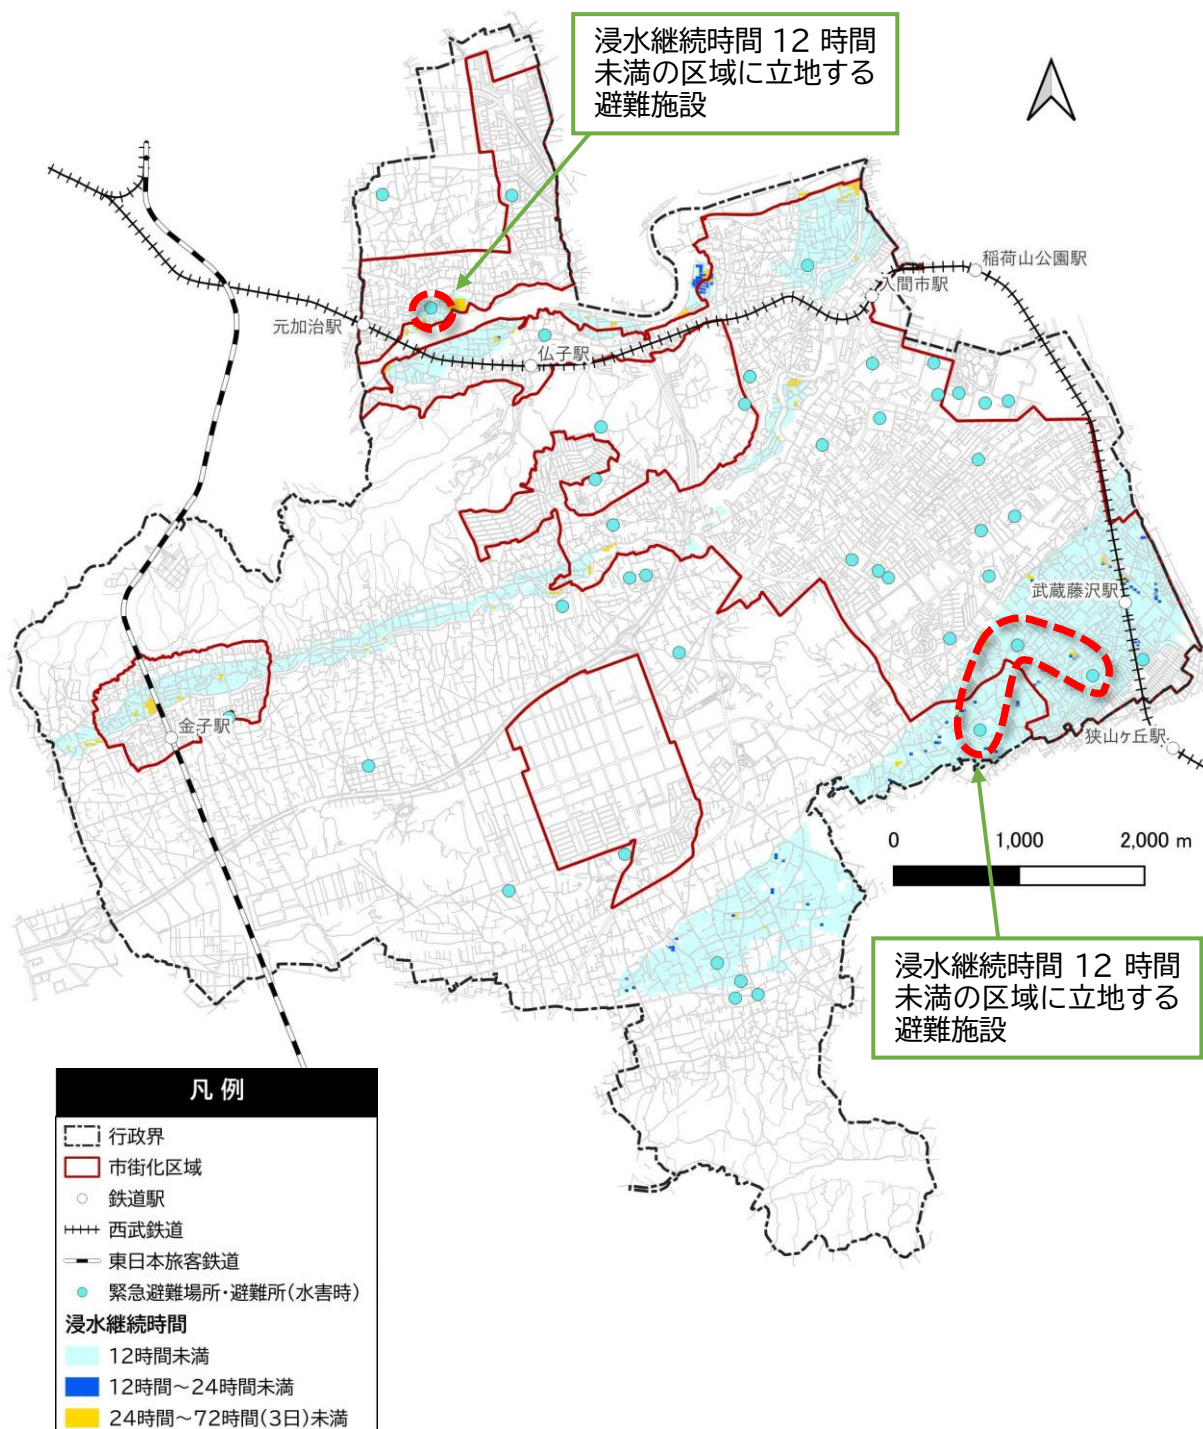 浸水継続時間 12 時間
未満の区域に立地する
避難施設
稲荷山公園駅
入間市駅
元加治駅
仏子駅
武蔵藤沢駅
金子駅
狭山ヶ丘駅
0 1,000 2,000 m
浸水継続時間 12 時間
未満の区域に立地する
避難施設
凡例
行政界
市街化区域
鉄道駅
西武鉄道
東日本旅客鉄道
緊急避難場所・避難所(水害時)
浸水継続時間
12時間未満
12時間～24時間未満
24時間～72時間(3日)未満